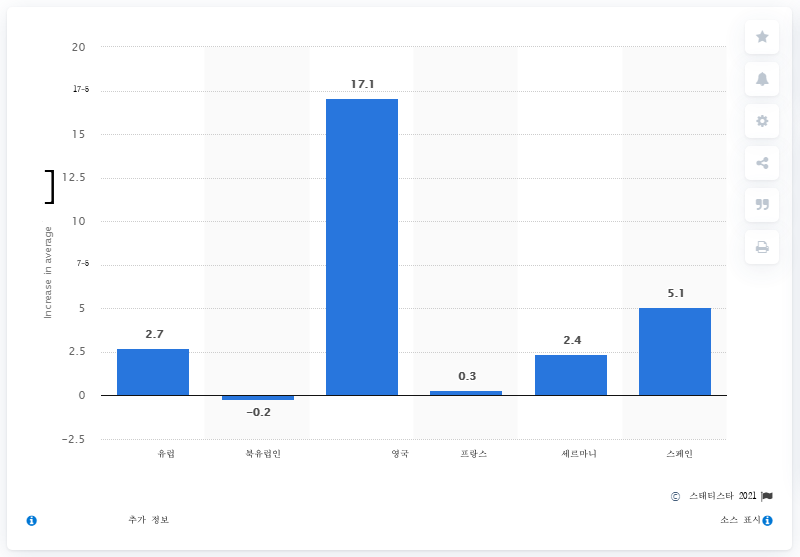 20
17-5
15
]
12.5
10
7-5
5
2.5
0
-2.5
Increase in average
2.7
-0.2
17.1
0.3
2.4
5.1
유럽
북유럽인
영국
프랑스
제르마니
스페인
© 스태티스타 2021
추가 정보
소스 표시